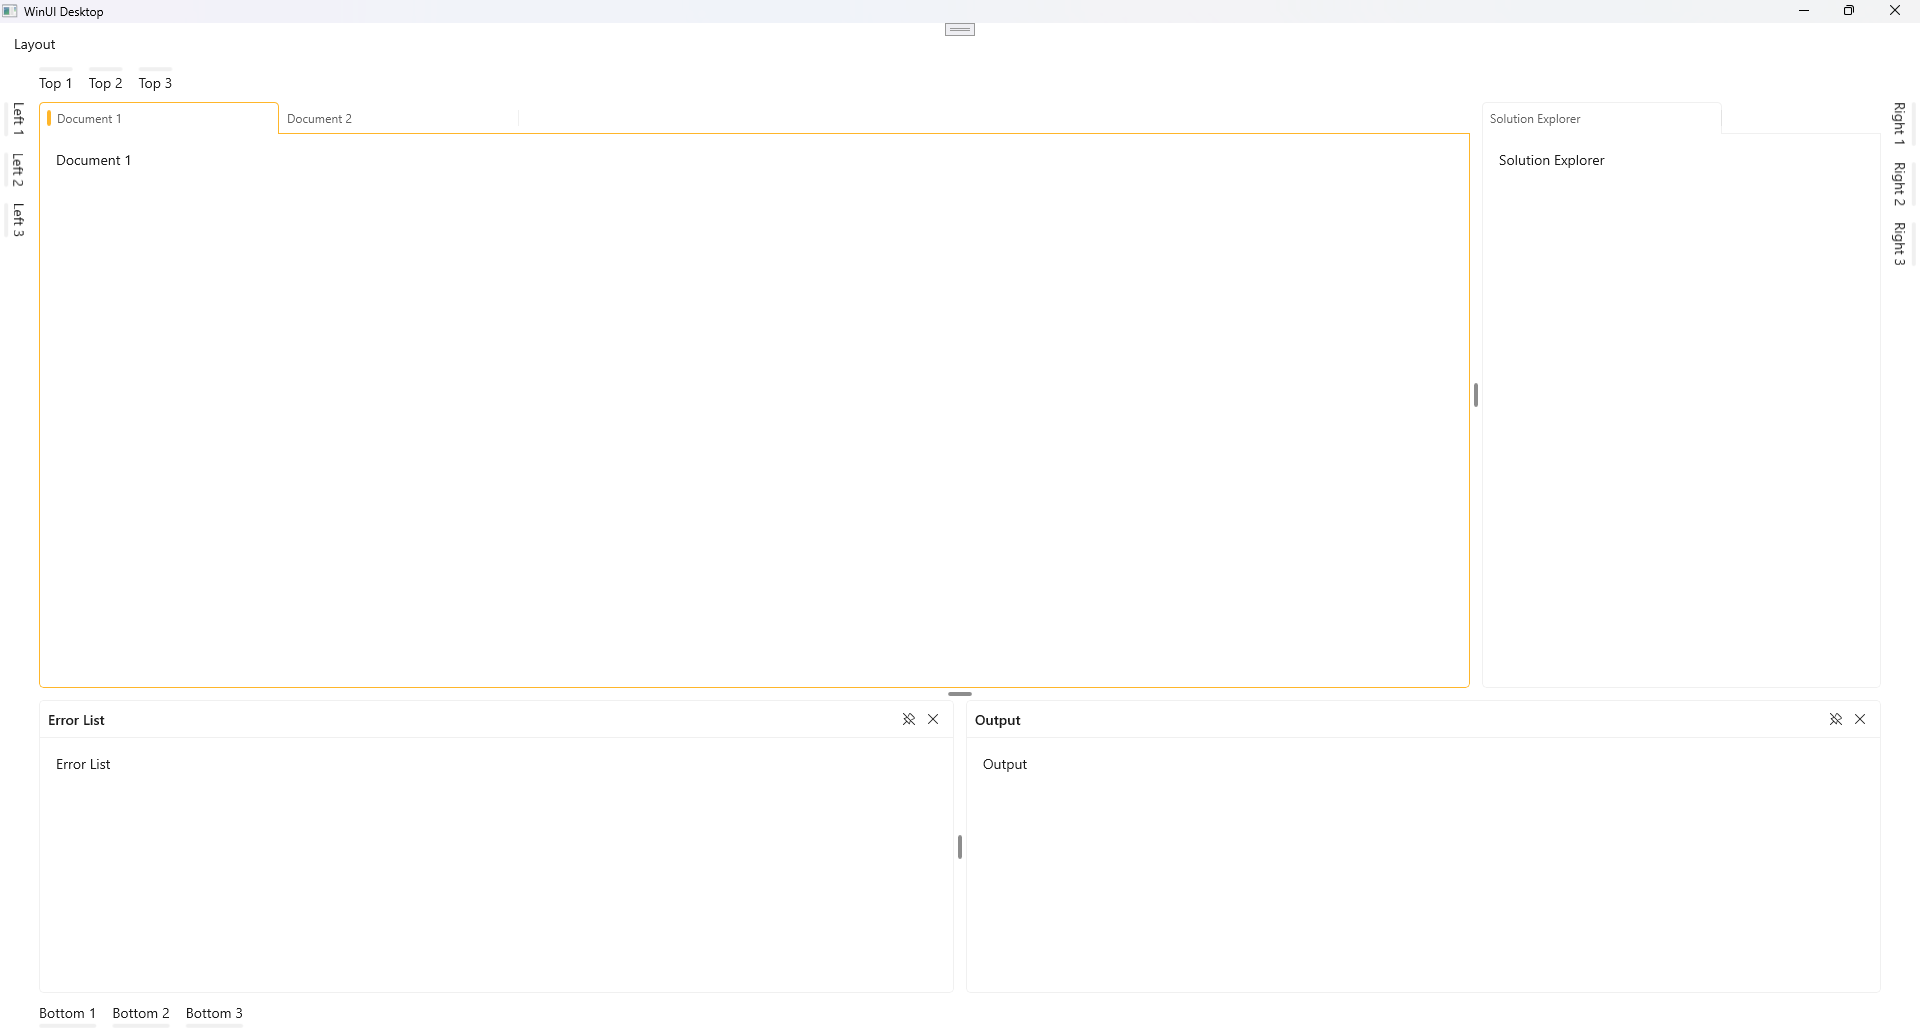 WinUI Desktop
Layout
Top 1
Top 2
Top 3
Left 1
Left 2
Left 3
Document 1
Document 2
Document 1
Solution Explorer
Solution Explorer
Right 1
Right 2
Right 3
Error List
Error List
Output
Output
Bottom 1
Bottom 2
Bottom 3